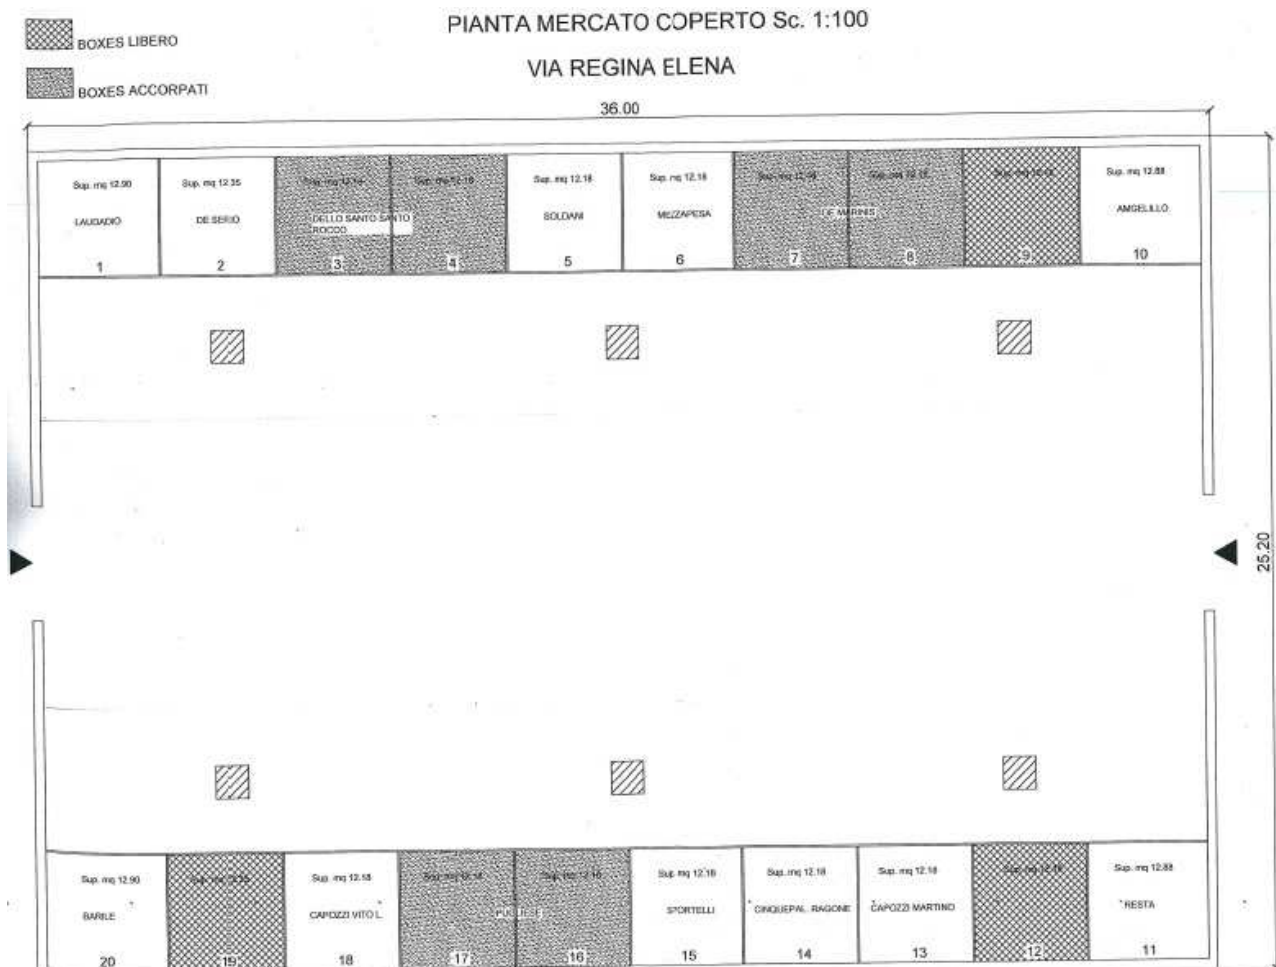 PIANTA MERCATO COPERTO Sc. 1:100
VIA REGINA ELENA
BOXES LIBERO
BOXES ACCORPATI
36.00
25.20
Sup. mq 12.90
LAUDADIO
1
Sup. mq 12.35
DE SERIO
2
DELLO SANTO SANTO
ROCCO
3
4
Sup. mq 12.18
SOLDANI
5
Sup. mq 12.18
MEZZAPESA
6
DE MARINIS
7
8
9
Sup. mq 12.88
AMGELILLO
10
Sup. mq 12.90
BARILE
20
19
Sup. mq 12.18
CAPOZZI VITO L.
18
17
16
Sup. mq 12.18
SPORTELLI
15
Sup. mq 12.18
CINQUEPAL. RAGONE
14
Sup. mq 12.18
CAPOZZI MARTINO
13
12
Sup. mq 12.88
RESTA
11